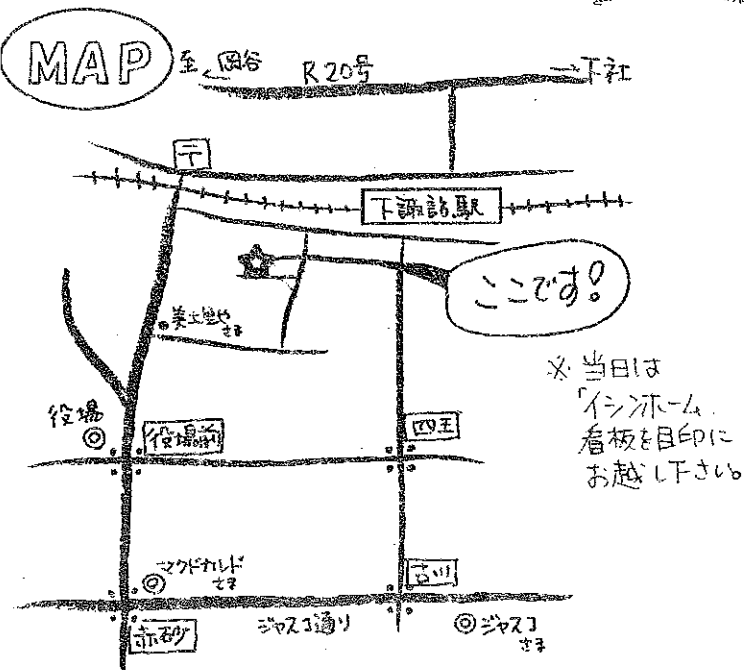 MAP
至 岡谷
R20号
下社
〒
下諏訪駅
ここです!
美土里や
さま
※当日は
「イシンホーム」
看板を目印に
お越し下さい。
役場
役場前
四王
マクドナルド
さま
古川
赤砂
ジャスコ通り
ジャスコ
さま